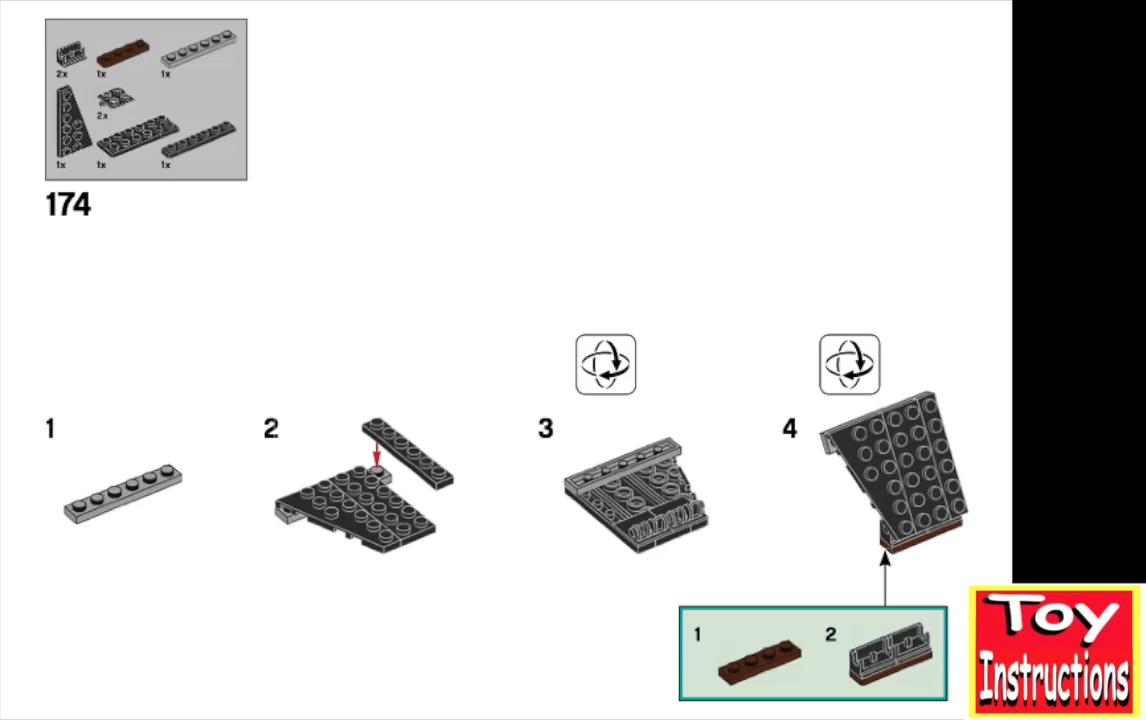 2x 1x 1x
2x
1x 1x 1x
174
1 2 3 4
1 2
Toy
Instructions